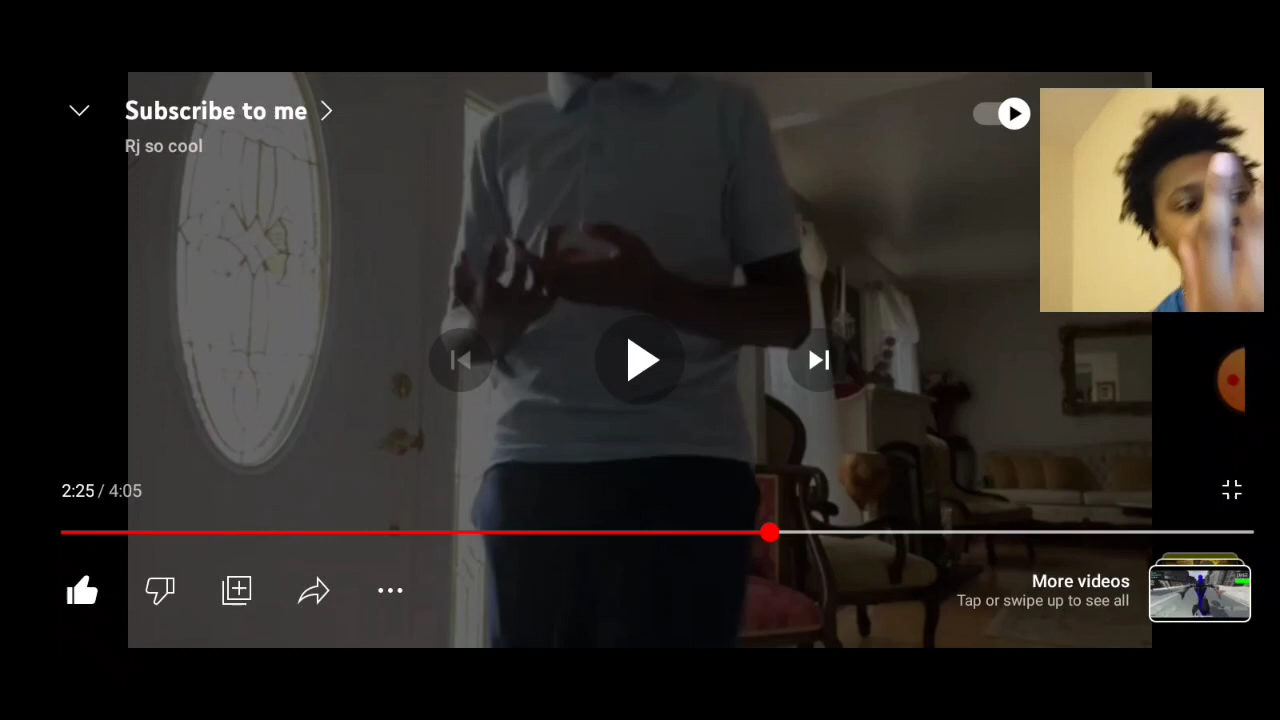 Subscribe to me
Rj so cool
2:25 / 4:05
More videos
Tap or swipe up to see all